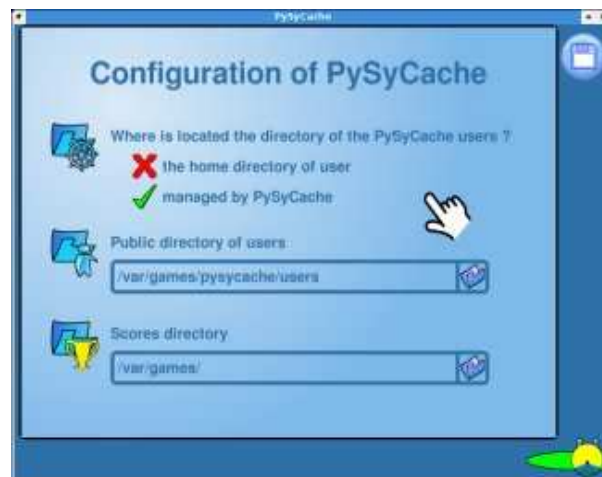 PySyCache
Configuration of PySyCache
Where is located the directory of the PySyCache users ?
the home directory of user
managed by PySyCache
Public directory of users
/var/games/pysycache/users
Scores directory
/var/games/